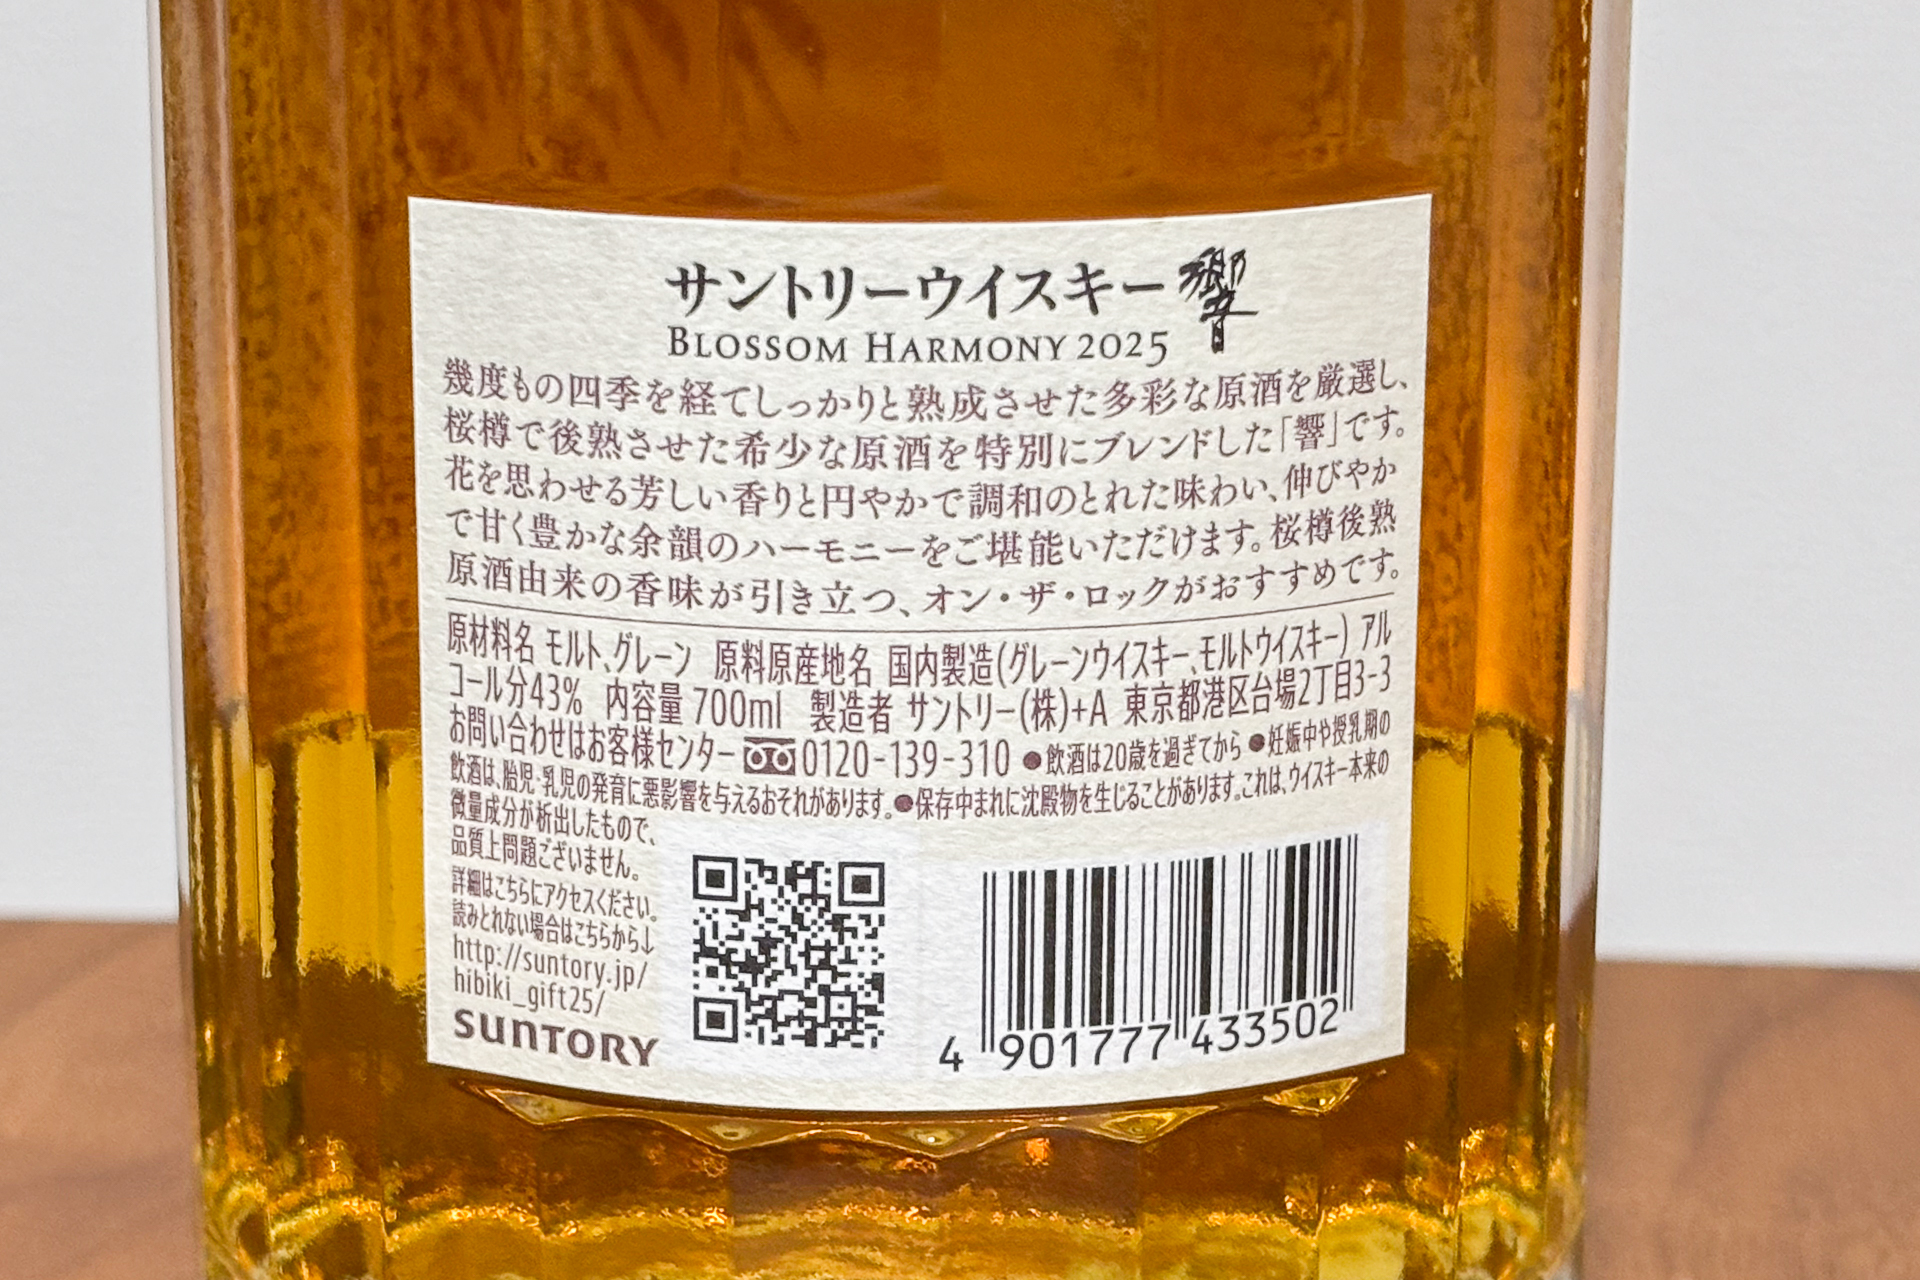 サントリーウイスキー 響
BLOSSOM HARMONY 2025
幾度もの四季を経てしっかりと熟成させた多彩な原酒を厳選し、
桜樽で後熟させた希少な原酒を特別にブレンドした「響」です。
花を思わせる芳しい香りと円やかで調和のとれた味わい、伸びやか
で甘く豊かな余韻のハーモニーをご堪能いただけます。桜樽後熟
原酒由来の香味が引き立つ、オン・ザ・ロックがおすすめです。
原材料名 モルト、グレーン 原料原産地名 国内製造(グレーンウイスキー、モルトウイスキー) アル
コール分43% 内容量 700ml 製造者 サントリー(株)+A 東京都港区台場2丁目3-3
お問い合わせはお客様センター 0120-139-310 ●飲酒は20歳を過ぎてから ●妊娠中や授乳期の
飲酒は、胎児・乳児の発育に悪影響を与えるおそれがあります。●保存中まれに沈殿物を生じることがあります。これは、ウイスキー本来の
微量成分が析出したもので、
品質上問題ございません。
詳細はこちらにアクセスください。
読みとれない場合はこちらから↓
http://suntory.jp/
hibiki_gift25/
SUNTORY
4 901777 433502